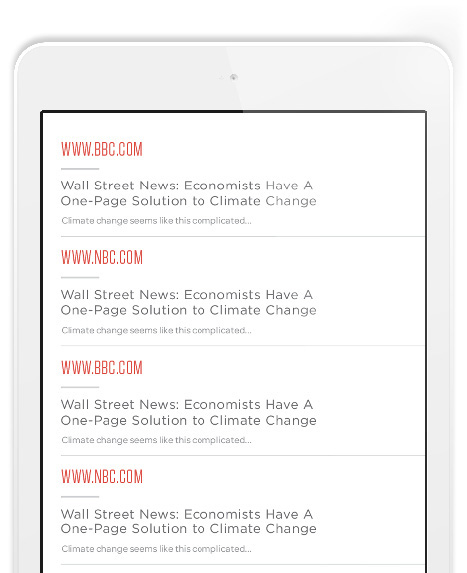 WWW.BBC.COM
Wall Street News: Economists Have A
One-Page Solution to Climate Change
Climate change seems like this complicated...
WWW.NBC.COM
Wall Street News: Economists Have A
One-Page Solution to Climate Change
Climate change seems like this complicated...
WWW.BBC.COM
Wall Street News: Economists Have A
One-Page Solution to Climate Change
Climate change seems like this complicated...
WWW.NBC.COM
Wall Street News: Economists Have A
One-Page Solution to Climate Change
Climate change seems like this complicated...